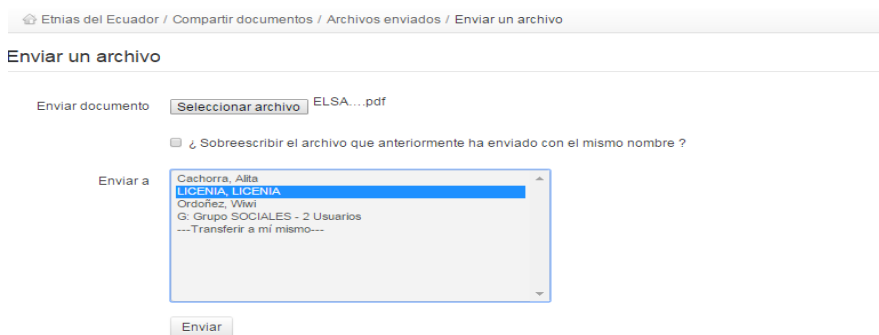 Etnias del Ecuador / Compartir documentos / Archivos enviados / Enviar un archivo
Enviar un archivo
Enviar documento Seleccionar archivo ELSA....pdf
¿ Sobreescribir el archivo que anteriormente ha enviado con el mismo nombre ?
Enviar a
Cachorra, Alita
LICENIA, LICENIA
Ordoñez, Wiwi
G: Grupo SOCIALES - 2 Usuarios
---Transferir a mí mismo---
Enviar